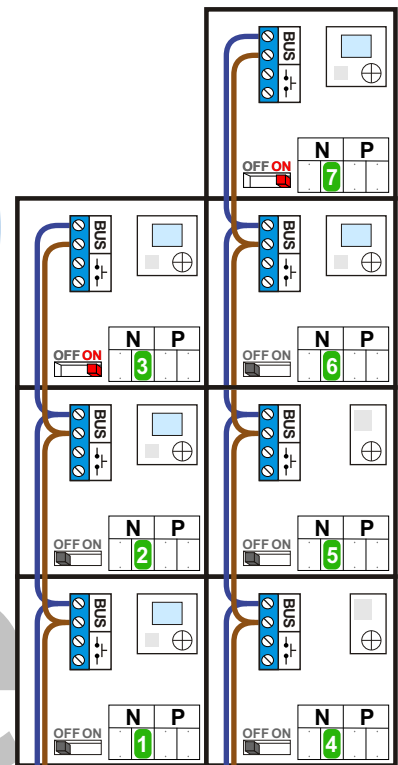 BUS
N P
OFF ON
7
BUS
N P
OFF ON
3
BUS
N P
OFF ON
6
BUS
N P
OFF ON
2
BUS
N P
OFF ON
5
BUS
N P
OFF ON
1
BUS
N P
OFF ON
4